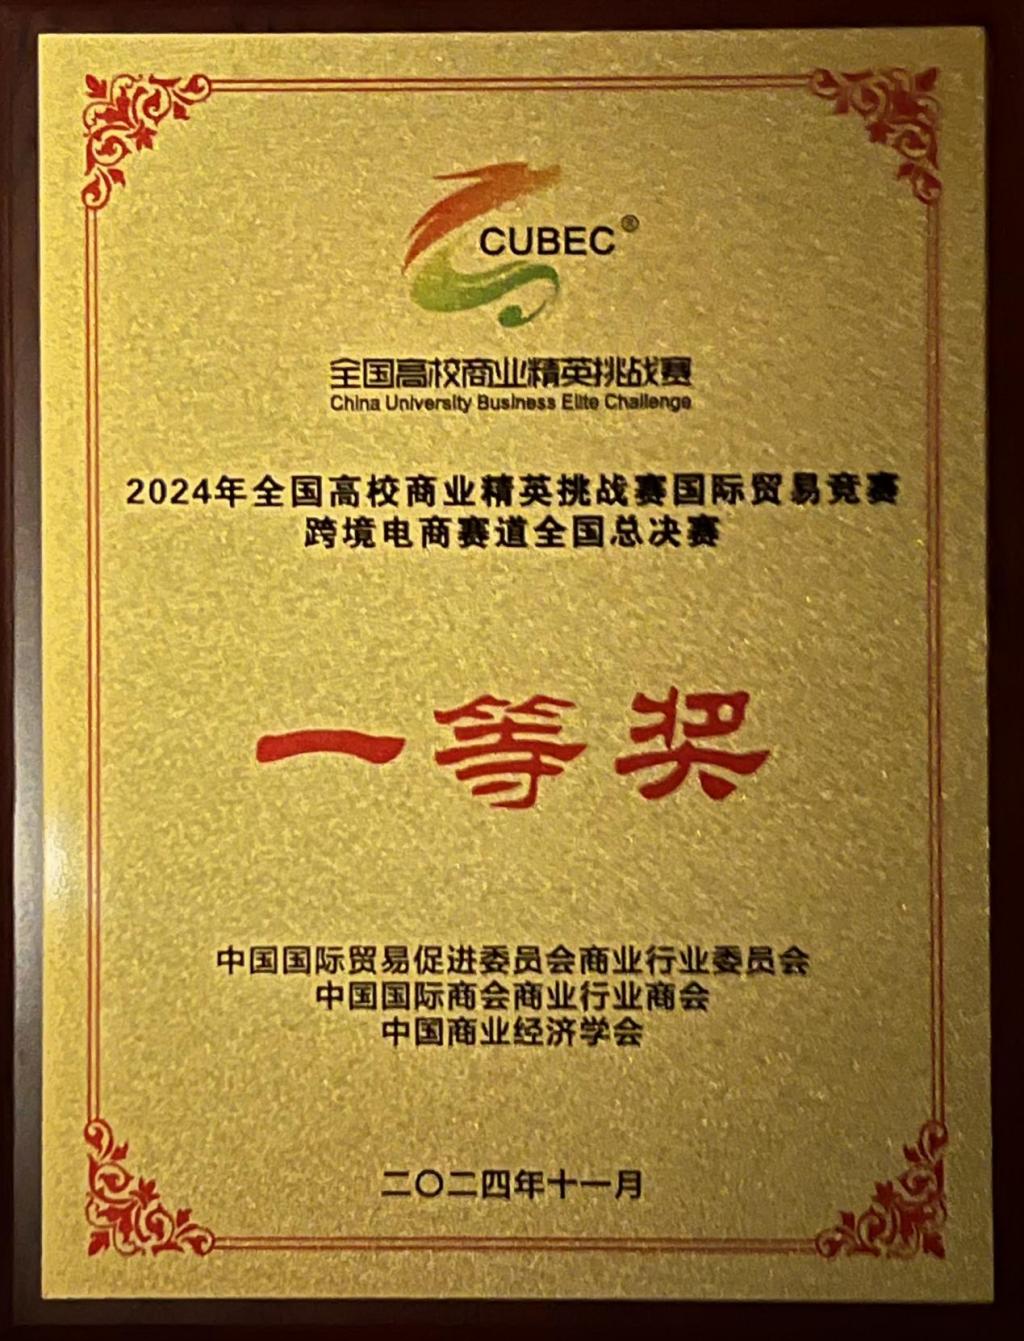 CUBEC®
全国高校商业精英挑战赛
China University Business Elite Challenge
2024年全国高校商业精英挑战赛国际贸易竞赛
跨境电商赛道全国总决赛
一等奖
中国国际贸易促进委员会商业行业委员会
中国国际商会商业行业商会
中国商业经济学会
二〇二四年十一月